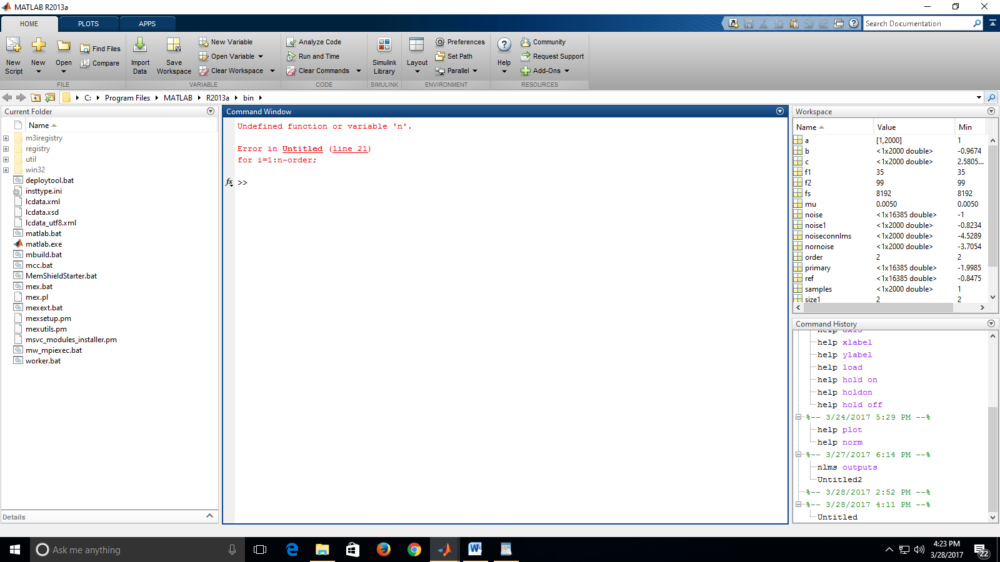 MATLAB R2013a
HOME PLOTS APPS
Search Documentation
New Script
New
Open
Find Files
Compare
Import Data
Save Workspace
New Variable
Open Variable
Clear Workspace
Analyze Code
Run and Time
Clear Commands
Simulink Library
Layout
Preferences
Set Path
Parallel
Help
Community
Request Support
Add-Ons
FILE VARIABLE CODE SIMULINK ENVIRONMENT RESOURCES
C: Program Files MATLAB R2013a bin
Current Folder
Name
m3iregistry
registry
util
win32
deploytool.bat
insttype.ini
lcdata.xml
lcdata.xsd
lcdata_utf8.xml
matlab.bat
matlab.exe
mbuild.bat
mcc.bat
MemShieldStarter.bat
mex.bat
mex.pl
mexext.bat
mexsetup.pm
mexutils.pm
msvc_modules_installer.pm
mw_mpiexec.bat
worker.bat
Details
Command Window
Undefined function or variable 'n'.
Error in Untitled (line 21)
for i=1:n-order;
fx >>
Workspace
Name Value Min
a [1,2000] 1
b <1x2000 double> -0.9674
c <1x2000 double> 2.5805...
f1 35 35
f2 99 99
fs 8192 8192
mu 0.0050 0.0050
noise <1x16385 double> -1
noise1 <1x2000 double> -0.8234
noiseconnlms <1x2000 double> -4.5289
nornoise <1x2000 double> -3.7054
order 2 2
primary <1x16385 double> -1.9985
ref <1x16385 double> -0.8475
samples <1x2000 double> 1
size1 2 2
Command History
help axis
help xlabel
help ylabel
help load
help hold on
help holdon
help hold off
%-- 3/24/2017 5:29 PM --%
help plot
help norm
%-- 3/27/2017 6:14 PM --%
nlms outputs
Untitled2
%-- 3/28/2017 2:52 PM --%
%-- 3/28/2017 4:11 PM --%
Untitled
Ask me anything
4:23 PM
3/28/2017
22